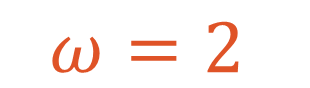 ω = 2